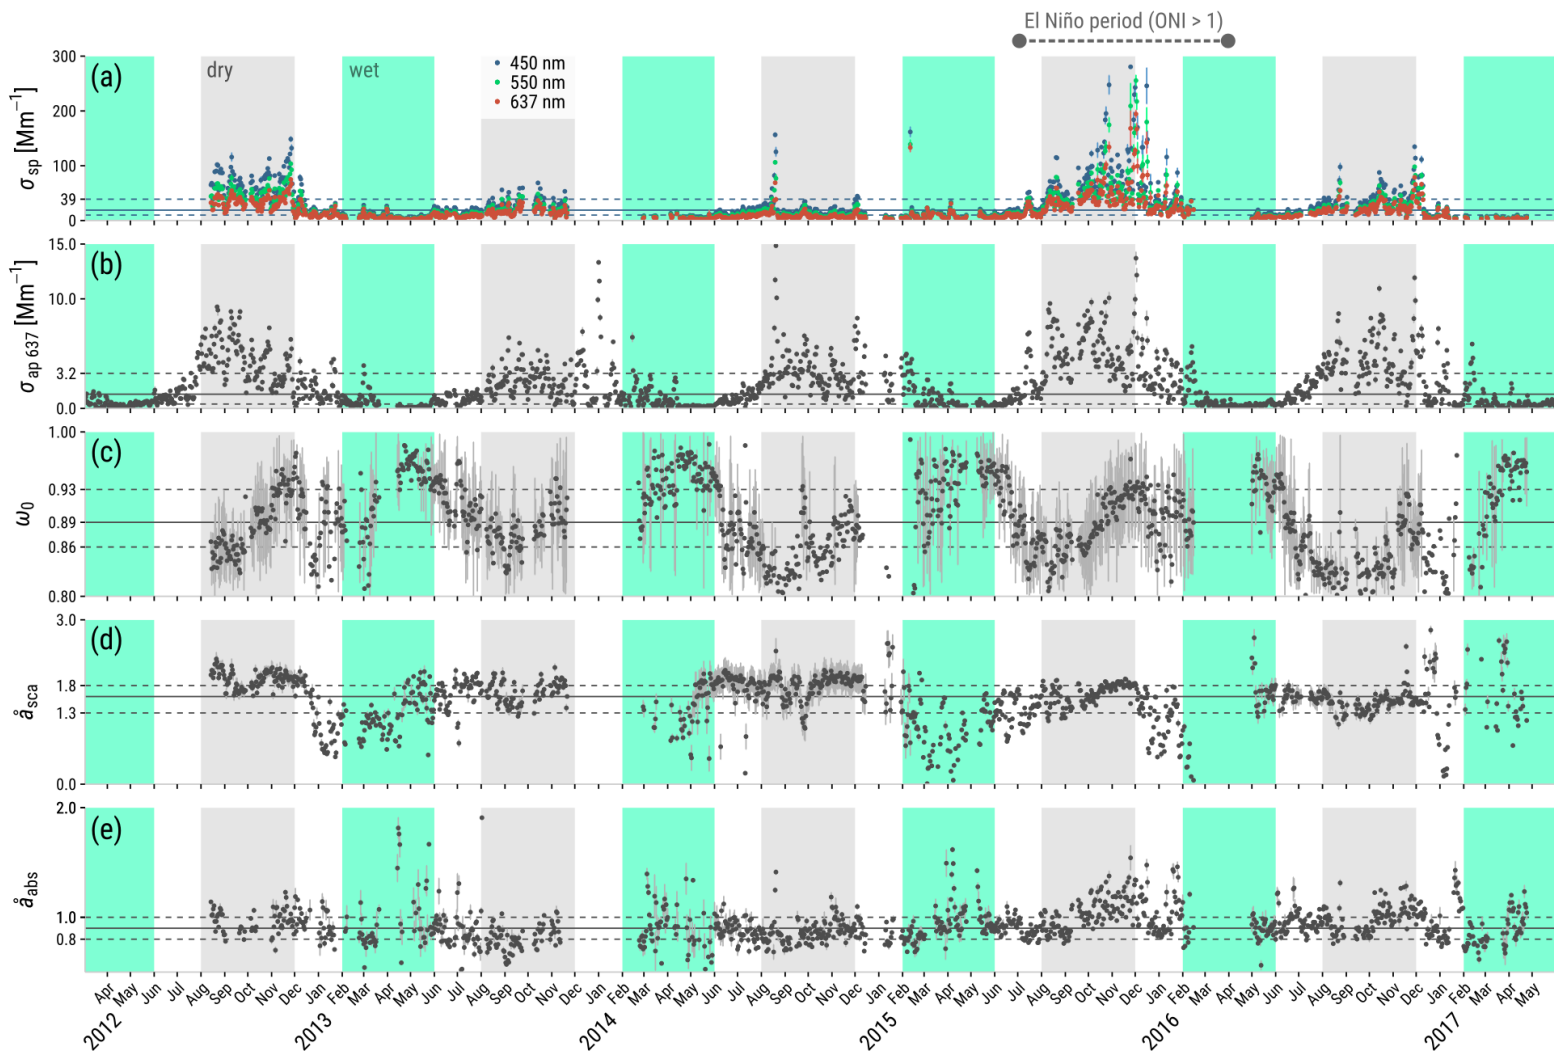 El Niño period (ONI > 1)
(a)
dry
wet
450 nm
550 nm
637 nm
300
200
100
39
0
σsp [Mm−1]
(b)
15.0
10.0
3.2
0.0
σap 637 [Mm−1]
(c)
1.00
0.93
0.89
0.86
0.80
ω0
(d)
3.0
1.8
1.3
0.0
åsca
(e)
2.0
1.0
0.8
åabs
Apr May Jun Jul Aug Sep Oct Nov Dec Jan Feb Mar Apr May Jun Jul Aug Sep Oct Nov Dec Jan Feb Mar Apr May Jun Jul Aug Sep Oct Nov Dec Jan Feb Mar Apr May Jun Jul Aug Sep Oct Nov Dec Jan Feb Mar Apr May Jun Jul Aug Sep Oct Nov Dec Jan Feb Mar Apr May
2012 2013 2014 2015 2016 2017